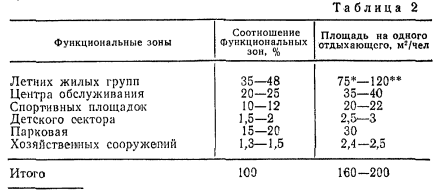 Таблица 2
Функциональные зоны | Соотношение функциональных зон, % | Площадь на одного отдыхающего, м²/чел
Летних жилых групп | 35—48 | 75*—120**
Центра обслуживания | 20—25 | 35—40
Спортивных площадок | 10—12 | 20—22
Детского сектора | 1,5—2 | 2,5—3
Парковая | 15—20 | 30
Хозяйственных сооружений | 1,3—1,5 | 2,4—2,5
Итого | 100 | 160—200